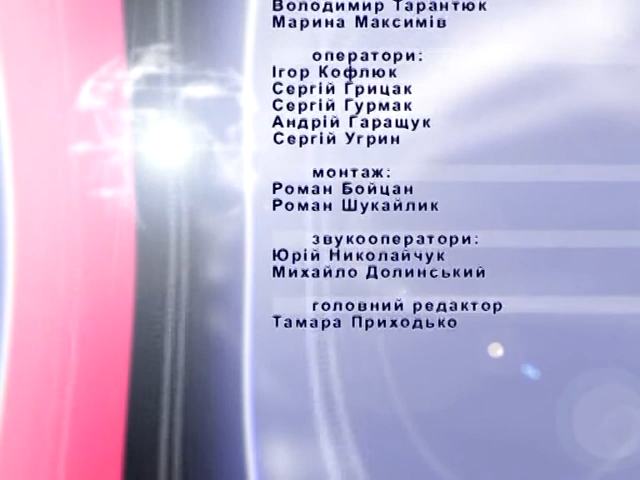 Володимир Тарантюк
Марина Максимів
оператори:
Ігор Кофлюк
Сергій Грицак
Сергій Гурмак
Андрій Гаращук
Сергій Угрин
монтаж:
Роман Бойцан
Роман Шукайлик
звукооператори:
Юрій Николайчук
Михайло Долинський
головний редактор
Тамара Приходько